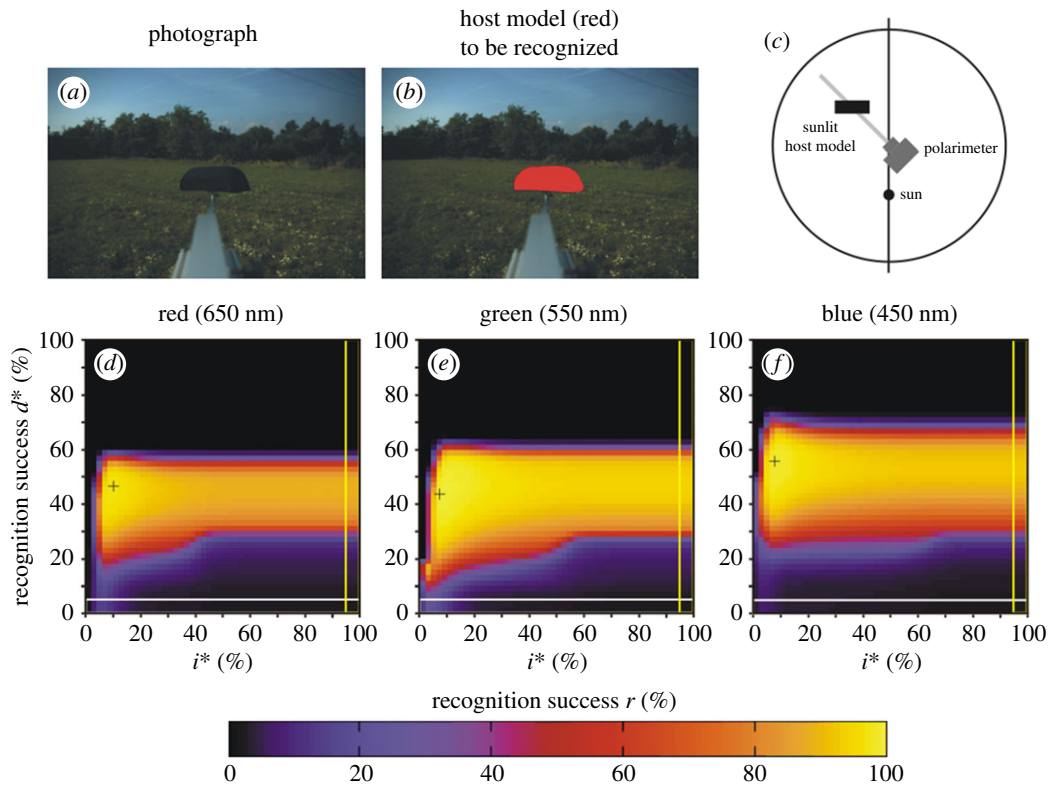 photograph
host model (red)
to be recognized
(a)
(b)
(c)
sunlit
host model
polarimeter
sun
red (650 nm)
green (550 nm)
blue (450 nm)
recognition success d* (%)
100
80
60
40
20
0
(d)
0 20 40 60 80 100
i* (%)
100
80
60
40
20
0
(e)
0 20 40 60 80 100
i* (%)
100
80
60
40
20
0
(f)
0 20 40 60 80 100
i* (%)
recognition success r (%)
0 20 40 60 80 100